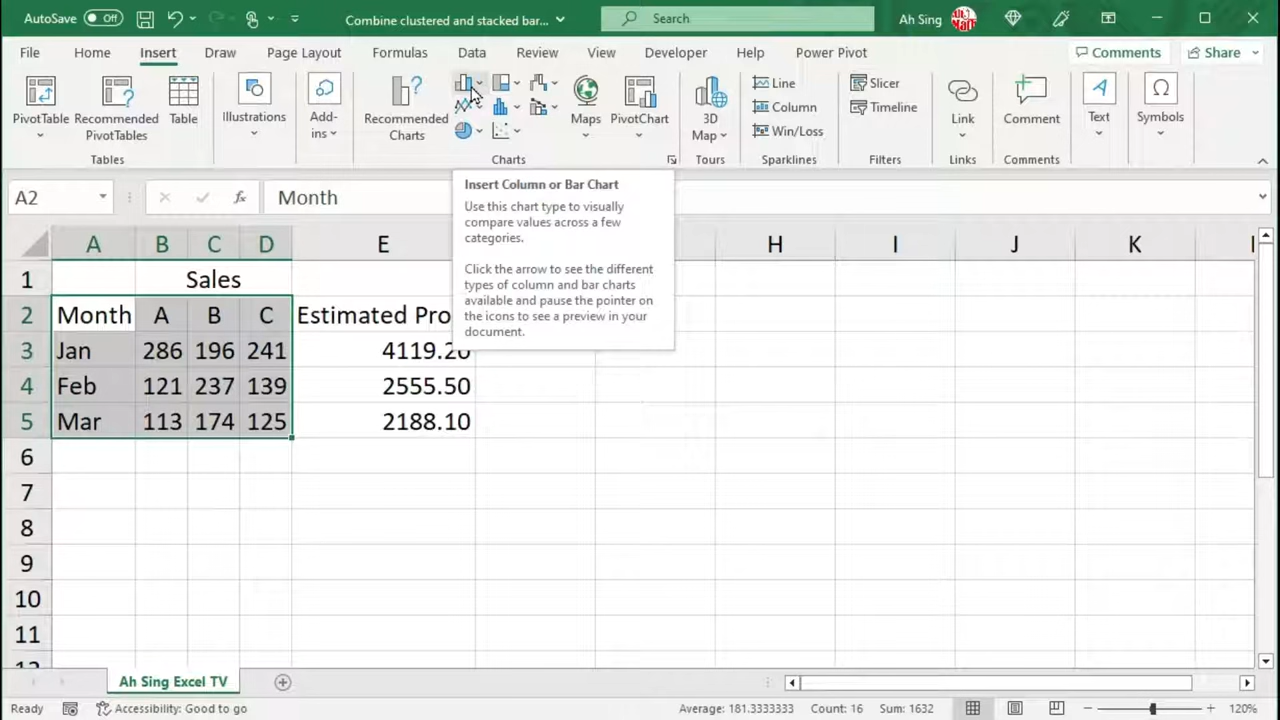 AutoSave Off
Combine clustered and stacked bar...
Search
Ah Sing
File Home Insert Draw Page Layout Formulas Data Review View Developer Help Power Pivot Comments Share
PivotTable
Recommended
PivotTables
Table
Illustrations
Add-
ins
Recommended
Charts
Maps
PivotChart
3D
Map
Line
Column
Win/Loss
Slicer
Timeline
Link
Comment
Text
Symbols
Tables Charts Tours Sparklines Filters Links Comments
A2 fx Month
Insert Column or Bar Chart
Use this chart type to visually
compare values across a few
categories.
Click the arrow to see the different
types of column and bar charts
available and pause the pointer on
the icons to see a preview in your
document.
A B C D E H I J K
1 Sales
2 Month A B C Estimated Pro
3 Jan 286 196 241 4119.20
4 Feb 121 237 139 2555.50
5 Mar 113 174 125 2188.10
6
7
8
9
10
11
Ah Sing Excel TV
Ready Accessibility: Good to go Average: 181.3333333 Count: 16 Sum: 1632 120%